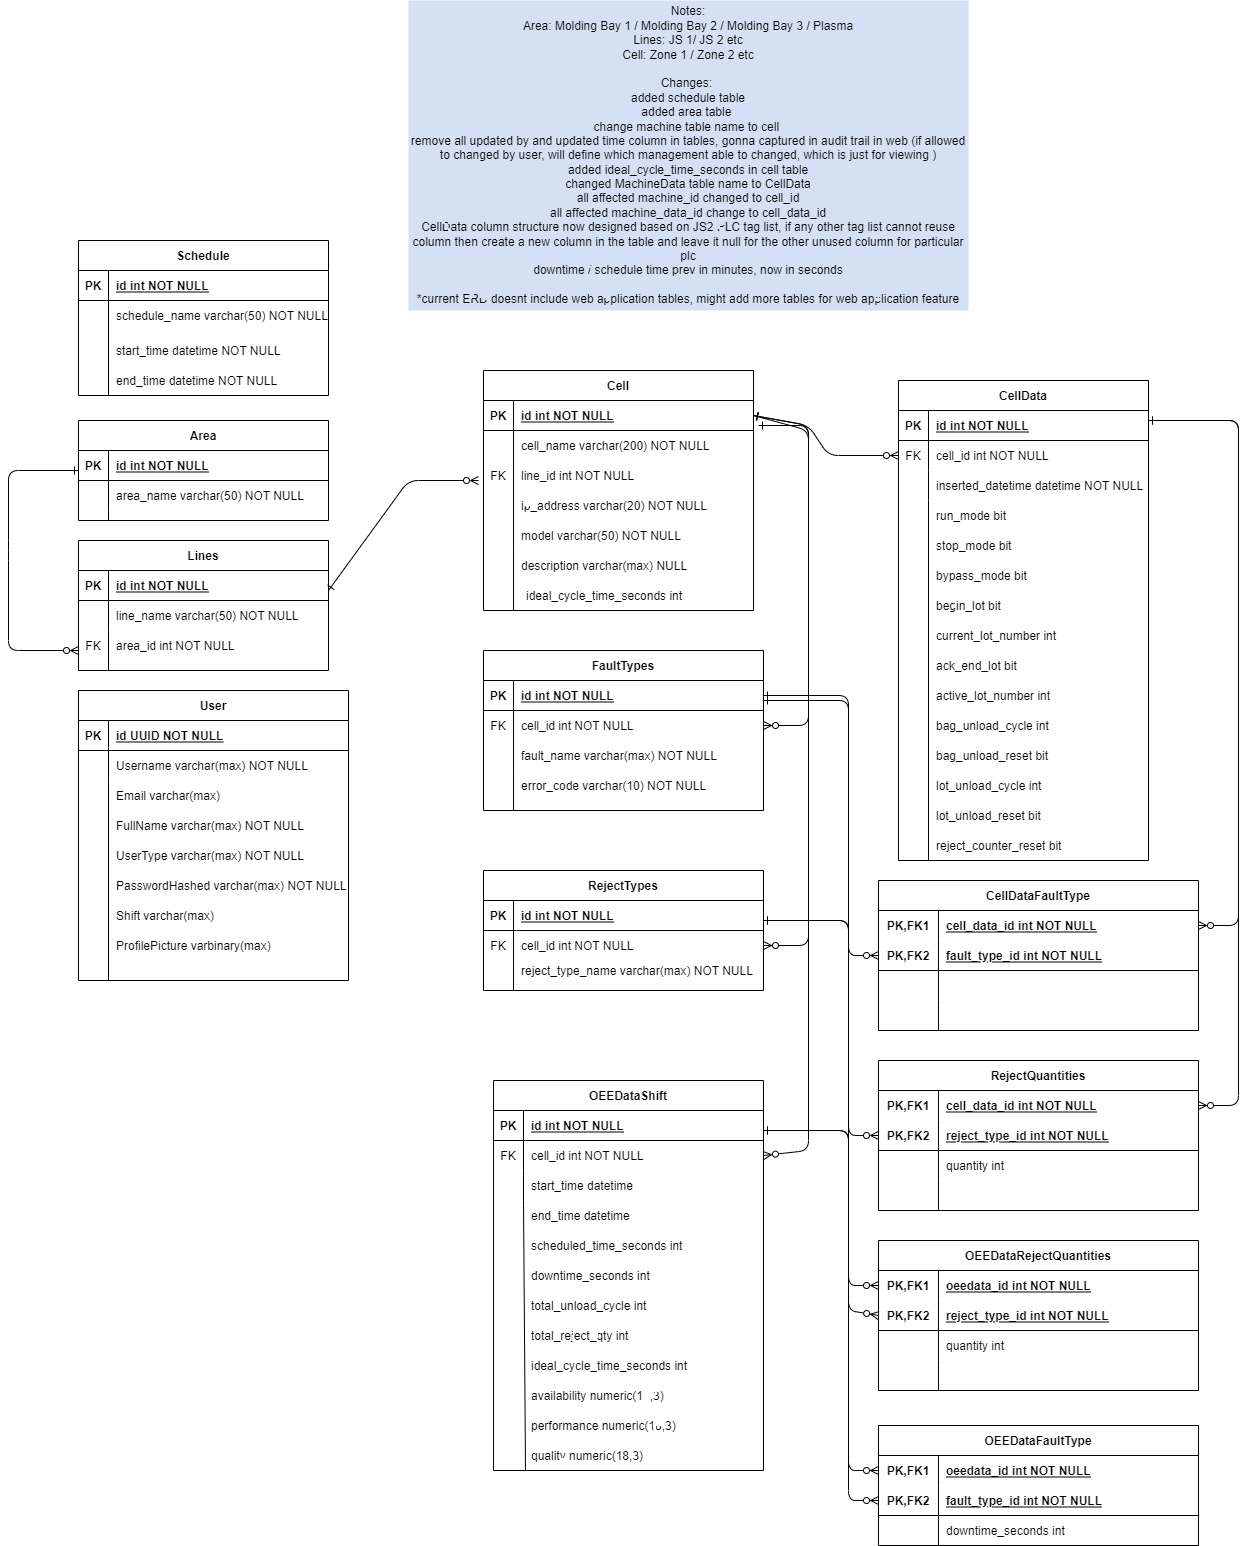 Notes:
Area: Molding Bay 1 / Molding Bay 2 / Molding Bay 3 / Plasma
Lines: JS 1/ JS 2 etc
Cell: Zone 1 / Zone 2 etc
Changes:
added schedule table
added area table
change machine table name to cell
remove all updated by and updated time column in tables, gonna captured in audit trail in web (if allowed
to changed by user, will define which management able to changed, which is just for viewing )
added ideal_cycle_time_seconds in cell table
changed MachineData table name to CellData
all affected machine_id changed to cell_id
all affected machine_data_id change to cell_data_id
CellData column structure now designed based on JS2 tag list, if any other tag list cannot reuse
column then create a new column in the table and leave it null for the other unused column for particular
plc
downtime / schedule time prev in minutes, now in seconds
*current ERD doesnt include web application tables, might add more tables for web application feature
Schedule
PK id int NOT NULL
schedule_name varchar(50) NOT NULL
start_time datetime NOT NULL
end_time datetime NOT NULL
Area
PK id int NOT NULL
area_name varchar(50) NOT NULL
Lines
PK id int NOT NULL
line_name varchar(50) NOT NULL
FK area_id int NOT NULL
User
PK id UUID NOT NULL
Username varchar(max) NOT NULL
Email varchar(max)
FullName varchar(max) NOT NULL
UserType varchar(max) NOT NULL
PasswordHashed varchar(max) NOT NULL
Shift varchar(max)
ProfilePicture varbinary(max)
Cell
PK id int NOT NULL
cell_name varchar(200) NOT NULL
FK line_id int NOT NULL
ip_address varchar(20) NOT NULL
model varchar(50) NOT NULL
description varchar(max) NULL
ideal_cycle_time_seconds int
FaultTypes
PK id int NOT NULL
FK cell_id int NOT NULL
fault_name varchar(max) NOT NULL
error_code varchar(10) NOT NULL
RejectTypes
PK id int NOT NULL
FK cell_id int NOT NULL
reject_type_name varchar(max) NOT NULL
OEEDataShift
PK id int NOT NULL
FK cell_id int NOT NULL
start_time datetime
end_time datetime
scheduled_time_seconds int
downtime_seconds int
total_unload_cycle int
total_reject_qty int
ideal_cycle_time_seconds int
availability
performance
quality numeric(18,3)
CellData
PK id int NOT NULL
FK cell_id int NOT NULL
inserted_datetime datetime NOT NULL
run_mode bit
stop_mode bit
bypass_mode bit
begin_lot bit
current_lot_number int
ack_end_lot bit
active_lot_number int
bag_unload_cycle int
bag_unload_reset bit
lot_unload_cycle int
lot_unload_reset bit
reject_counter_reset bit
CellDataFaultType
PK,FK1 cell_data_id int NOT NULL
PK,FK2 fault_type_id int NOT NULL
RejectQuantities
PK,FK1 cell_data_id int NOT NULL
PK,FK2 reject_type_id int NOT NULL
quantity int
OEEDataRejectQuantities
PK,FK1 oeedata_id int NOT NULL
PK,FK2 reject_type_id int NOT NULL
quantity int
OEEDataFaultType
PK,FK1 oeedata_id int NOT NULL
PK,FK2 fault_type_id int NOT NULL
downtime_seconds int